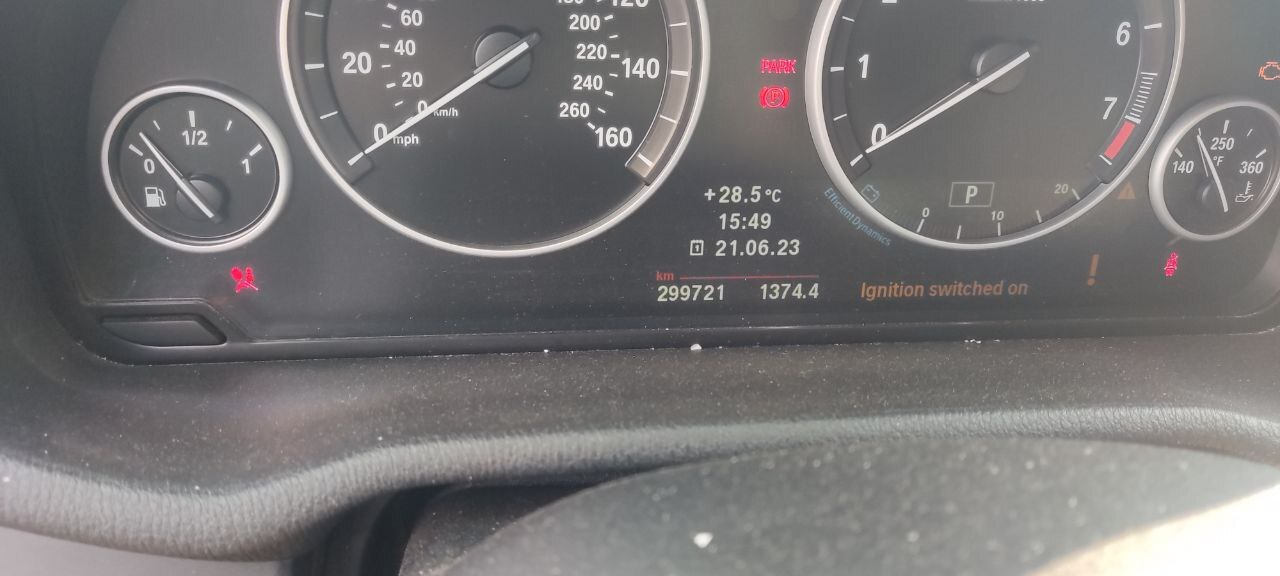 0
1/2
1
20
0
mph
140
160
60
40
20
0
km/h
200
220
240
260
PARK
(P)
+28.5°C
15:49
1 21.06.23
km
299721 1374.4
0
1
6
7
P
0
10
20
EfficientDynamics
Ignition switched on
!
140
250
°F
360